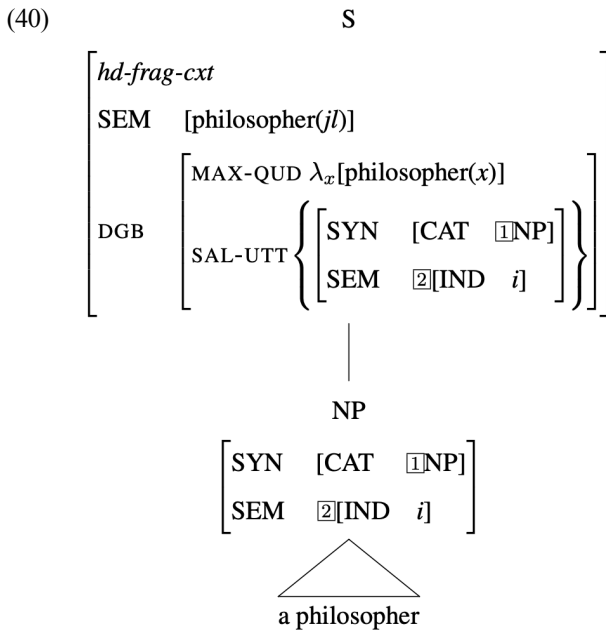 (40) S
hd-frag-cxt
SEM [philosopher(jl)]
MAX-QUD λx[philosopher(x)]
SYN [CAT 1NP]
DGB SAL-UTT
SEM 2[IND i]
NP
SYN [CAT 1NP]
SEM 2[IND i]
a philosopher